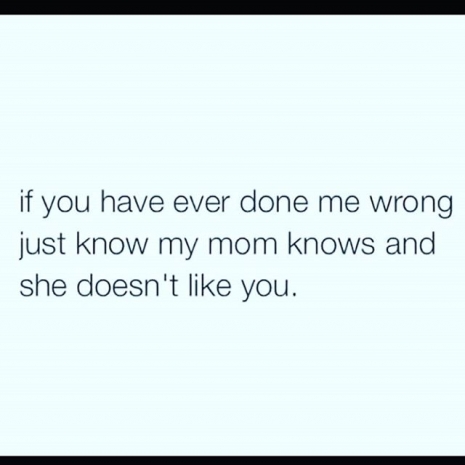 if you have ever done me wrong
just know my mom knows and
she doesn't like you.